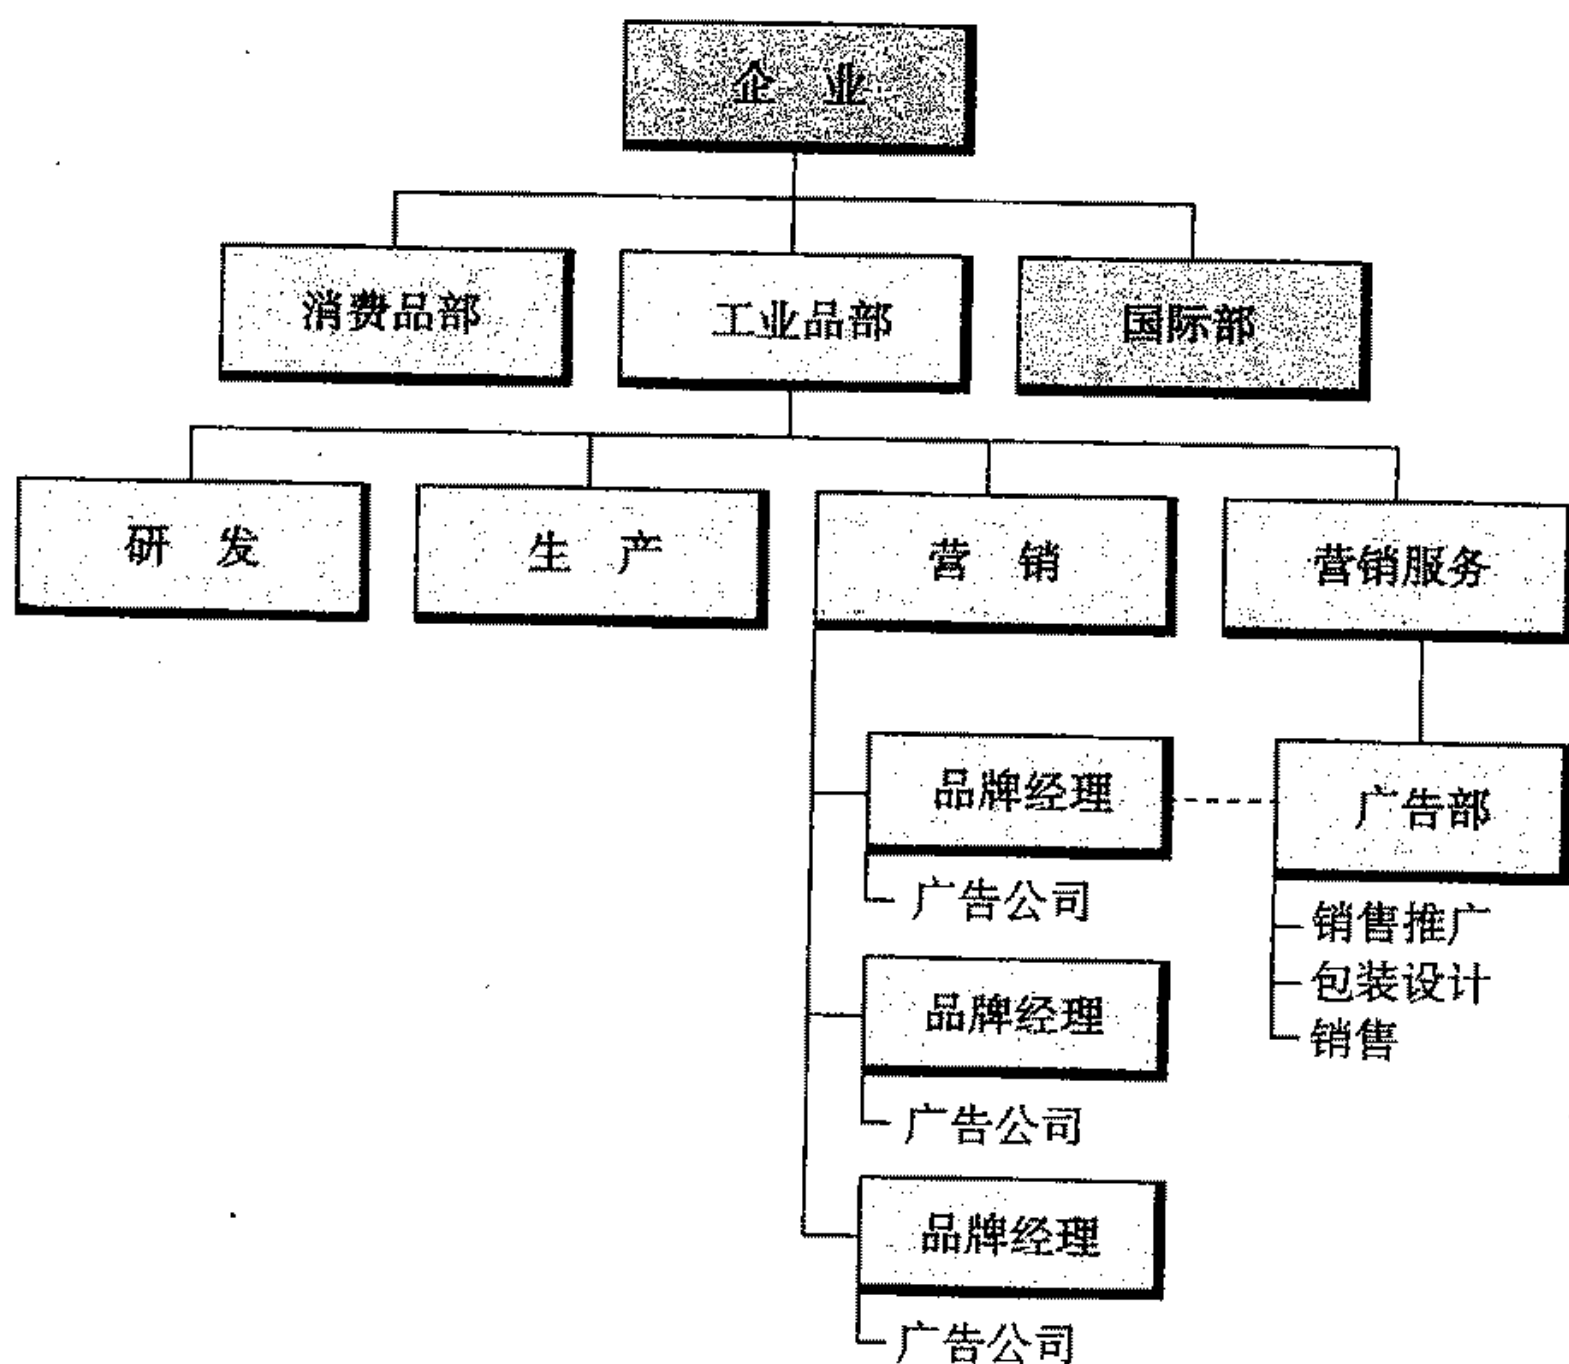 企 业
消费品部
工业品部
国际部
研 发
生 产
营 销
营销服务
品牌经理
广告部
广告公司
销售推广
包装设计
销售
品牌经理
广告公司
品牌经理
广告公司